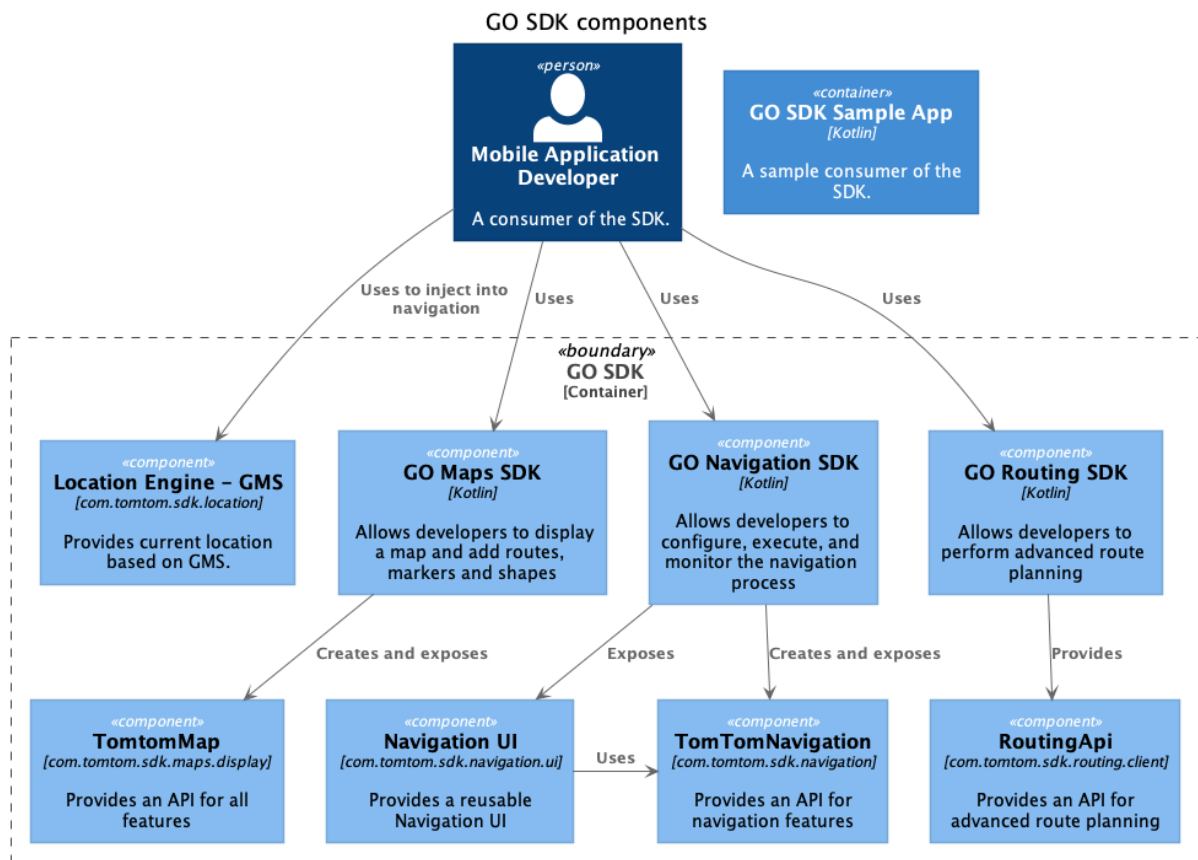 GO SDK components
«person»
Mobile Application
Developer
A consumer of the SDK.
«container»
GO SDK Sample App
[Kotlin]
A sample consumer of the
SDK.
Uses to inject into
navigation
Uses
Uses
Uses
«boundary»
GO SDK
[Container]
«component»
Location Engine – GMS
[com.tomtom.sdk.location]
Provides current location
based on GMS.
«component»
GO Maps SDK
[Kotlin]
Allows developers to display
a map and add routes,
markers and shapes
«component»
GO Navigation SDK
[Kotlin]
Allows developers to
configure, execute, and
monitor the navigation
process
«component»
GO Routing SDK
[Kotlin]
Allows developers to
perform advanced route
planning
Creates and exposes
Exposes
Creates and exposes
Provides
«component»
TomtomMap
[com.tomtom.sdk.maps.display]
Provides an API for all
features
«component»
Navigation UI
[com.tomtom.sdk.navigation.ui]
Provides a reusable
Navigation UI
Uses
«component»
TomTomNavigation
[com.tomtom.sdk.navigation]
Provides an API for
navigation features
«component»
RoutingApi
[com.tomtom.sdk.routing.client]
Provides an API for
advanced route planning